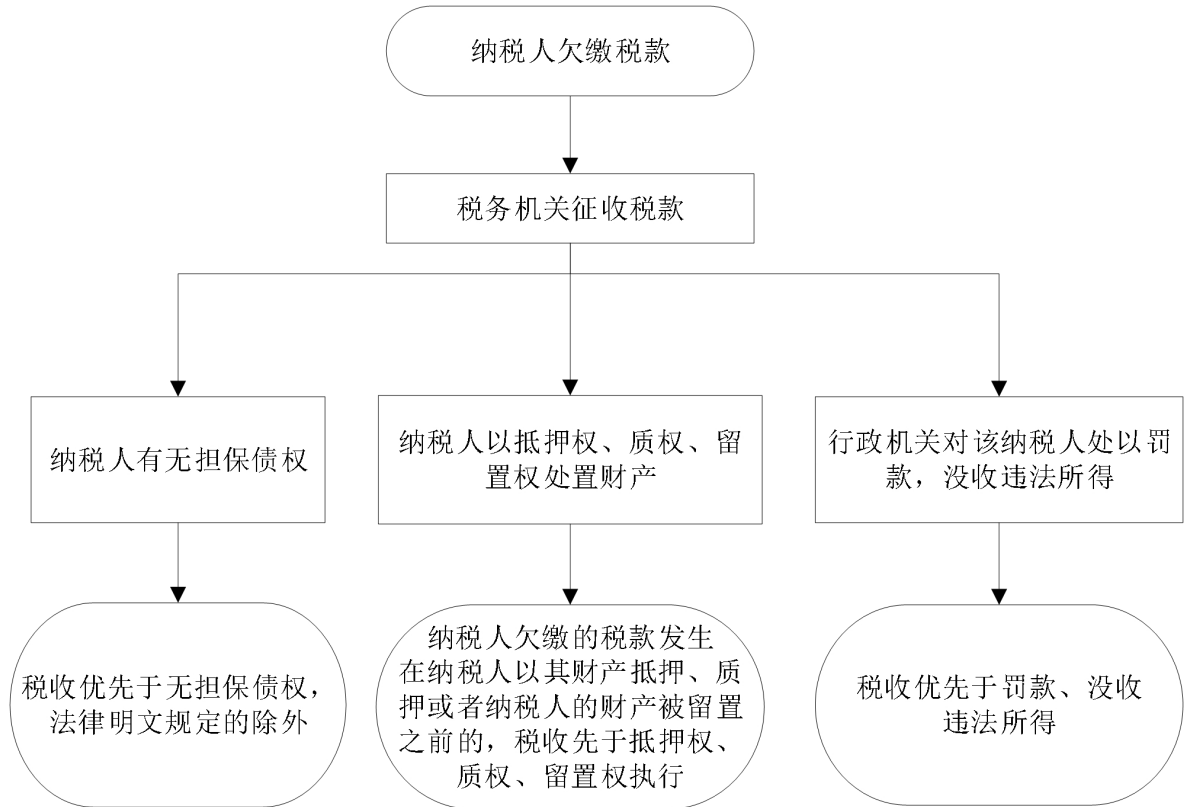 纳税人欠缴税款
税务机关征收税款
纳税人有无担保债权
纳税人以抵押权、质权、留
置权处置财产
行政机关对该纳税人处以罚
款，没收违法所得
税收优先于无担保债权，
法律明文规定的除外
纳税人欠缴的税款发生
在纳税人以其财产抵押、质
押或者纳税人的财产被留置
之前的，税收先于抵押权、
质权、留置权执行
税收优先于罚款、没收
违法所得